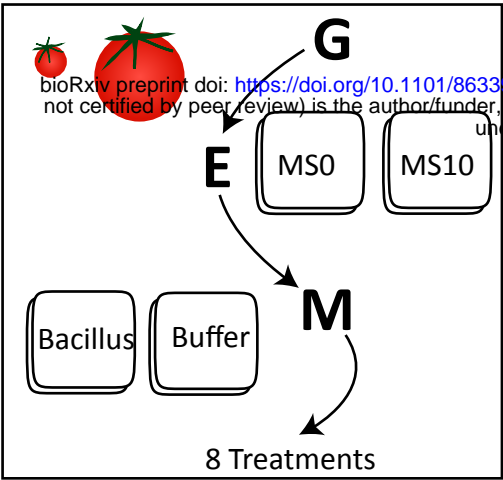 G
bioRxiv preprint doi: https://doi.org/10.1101/8633
not certified by peer review) is the author/funder,
E MS0 MS10
M
Bacillus Buffer
8 Treatments